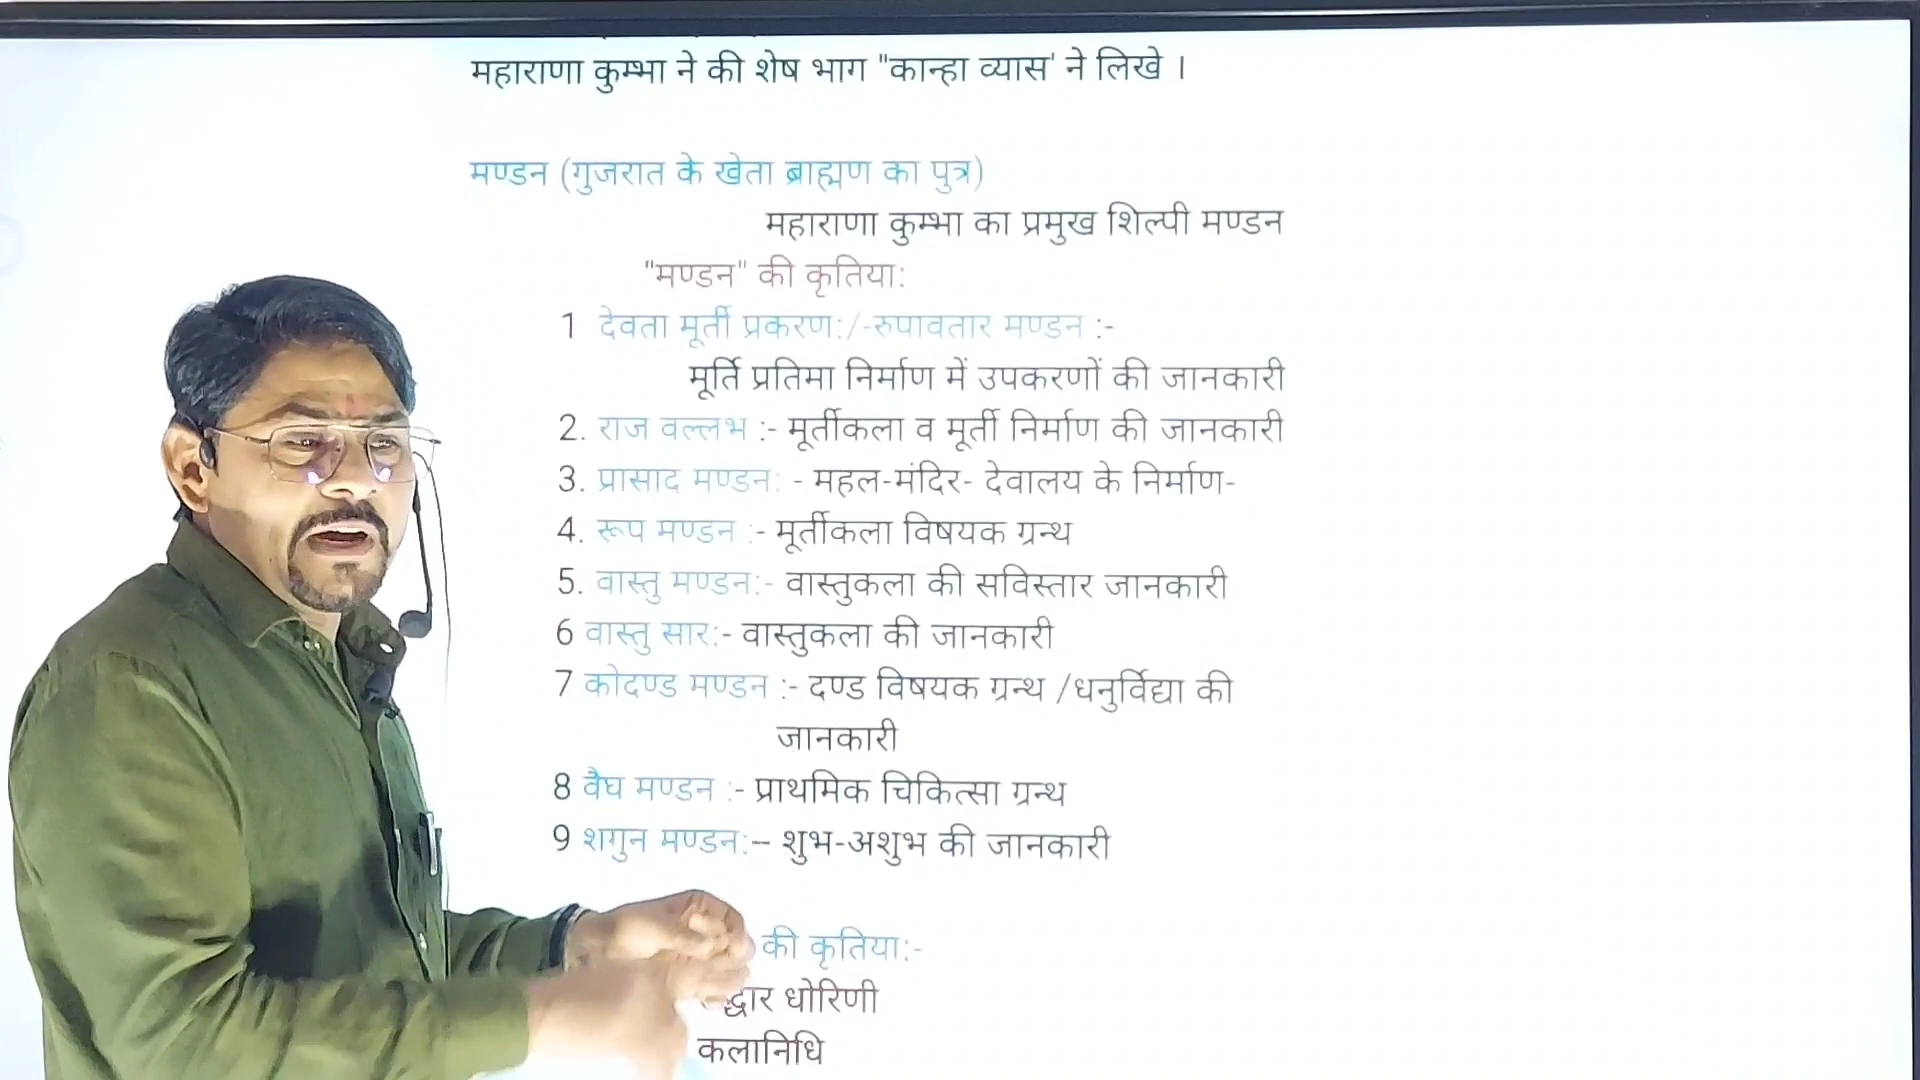 महाराणा कुम्भा ने की शेष भाग "कान्हा व्यास' ने लिखे ।
मण्डन (गुजरात के खेता ब्राह्मण का पुत्र)
महाराणा कुम्भा का प्रमुख शिल्पी मण्डन
"मण्डन" की कृतिया:
1 देवता मूर्ती प्रकरण:/-रुपावतार मण्डन :-
मूर्ति प्रतिमा निर्माण में उपकरणों की जानकारी
2. राज वल्लभ :- मूर्तीकला व मूर्ती निर्माण की जानकारी
3. प्रासाद मण्डन: - महल-मंदिर- देवालय के निर्माण-
4. रूप मण्डन :- मूर्तीकला विषयक ग्रन्थ
5. वास्तु मण्डन:- वास्तुकला की सविस्तार जानकारी
6 वास्तु सार:- वास्तुकला की जानकारी
7 कोदण्ड मण्डन :- दण्ड विषयक ग्रन्थ /धनुर्विद्या की
जानकारी
8 वैघ मण्डन :- प्राथमिक चिकित्सा ग्रन्थ
9 शगुन मण्डन:– शुभ-अशुभ की जानकारी
की कृतिया:-
धोरिणी
कलानिधि